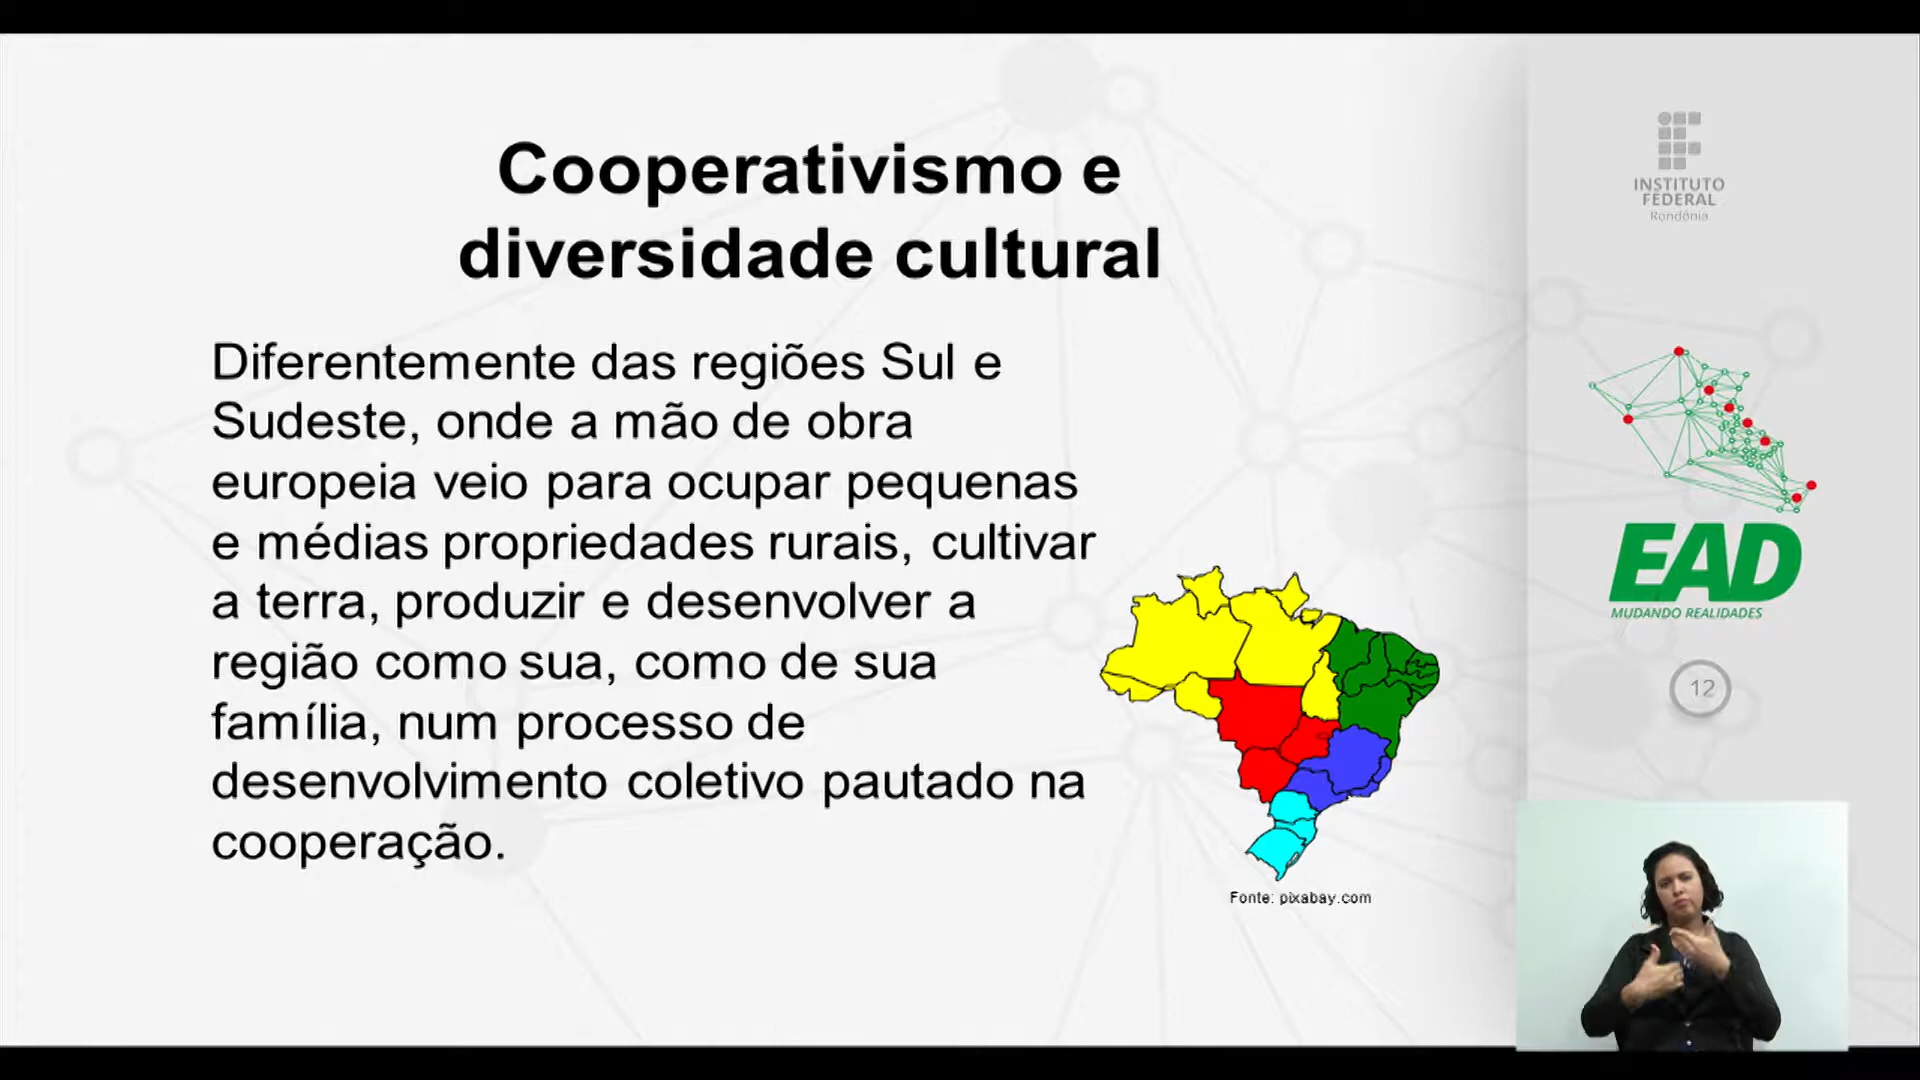 Cooperativismo e
diversidade cultural
Diferentemente das regiões Sul e
Sudeste, onde a mão de obra
europeia veio para ocupar pequenas
e médias propriedades rurais, cultivar
a terra, produzir e desenvolver a
região como sua, como de sua
família, num processo de
desenvolvimento coletivo pautado na
cooperação.
Fonte: pixabay.com
INSTITUTO
FEDERAL
Rondônia
EAD
MUDANDO REALIDADES
12